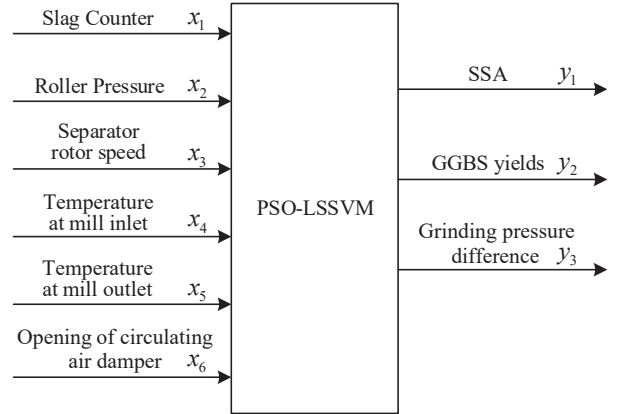 Slag Counter x1
Roller Pressure x2
Separator
rotor speed x3
Temperature
at mill inlet x4
Temperature
at mill outlet x5
Opening of circulating
air damper x6
PSO-LSSVM
SSA y1
GGBS yields y2
Grinding pressure
difference y3